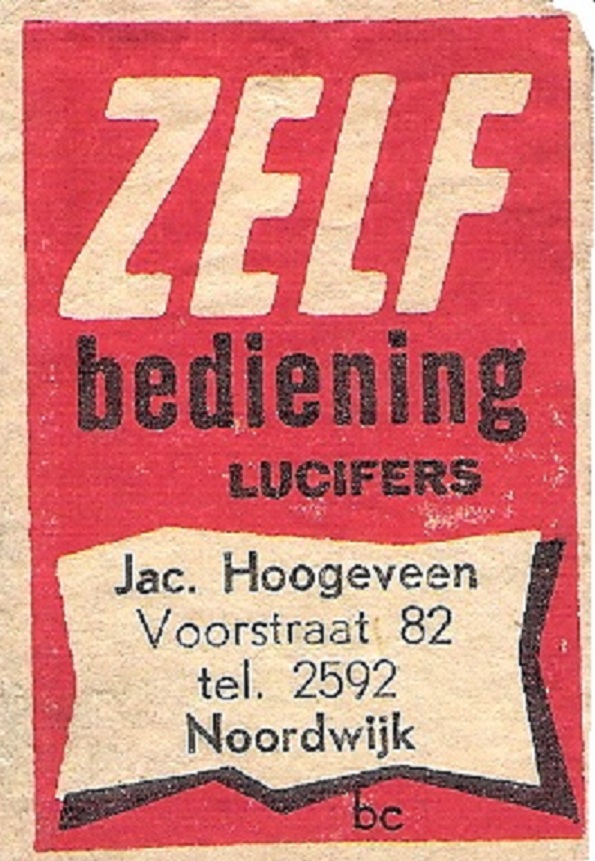 ZELF
bediening
LUCIFERS
Jac. Hoogeveen
Voorstraat 82
tel. 2592
Noordwijk
bc